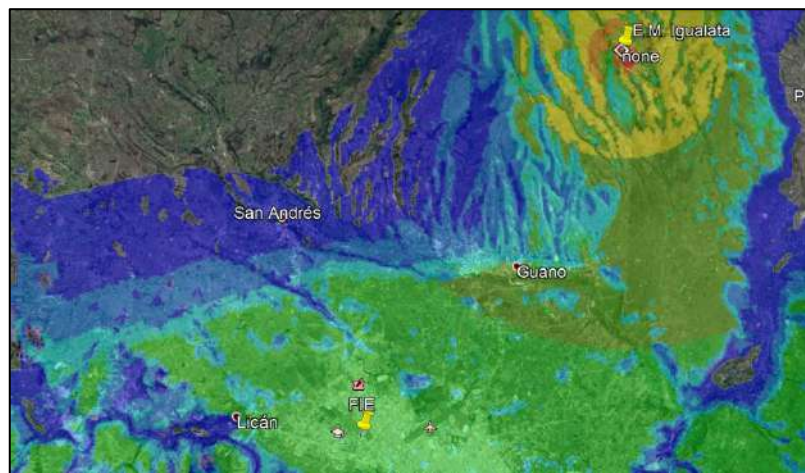 E.M. Igualata
none
P
San Andrés
Guano
FIE
Licán